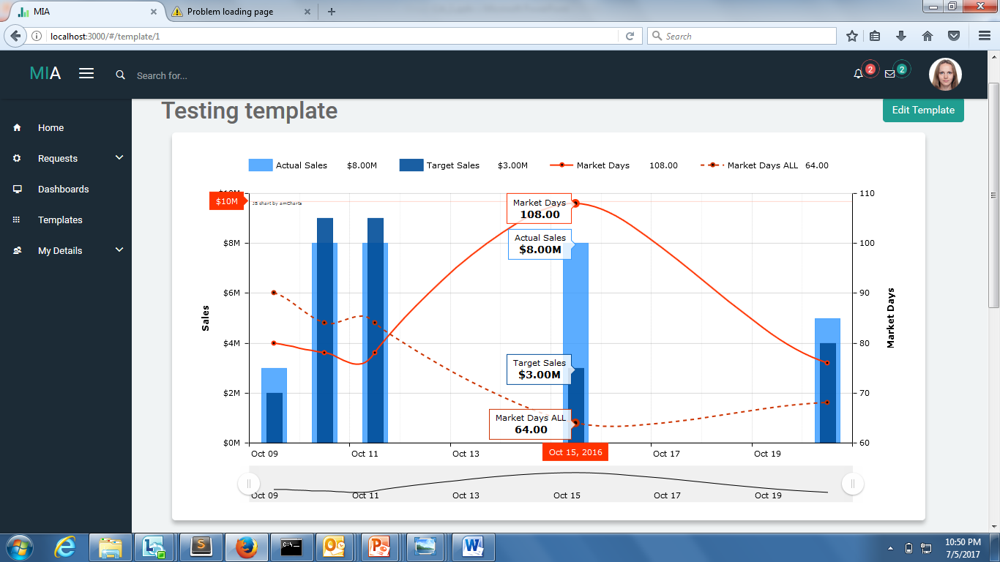 MIA
Problem loading page
localhost:3000/#/template/1
Search
MIA
Search for...
2
2
Home
Requests
Dashboards
Templates
My Details
Testing template
Edit Template
Actual Sales $8.00M
Target Sales $3.00M
Market Days 108.00
Market Days ALL 64.00
$10M
$10M
JS chart by amCharts
$8M
$6M
$4M
$2M
$0M
Sales
Market Days
108.00
Actual Sales
$8.00M
Target Sales
$3.00M
Market Days ALL
64.00
110
100
90
80
70
60
Market Days
Oct 09
Oct 11
Oct 13
Oct 15, 2016
Oct 17
Oct 19
Oct 09
Oct 11
Oct 13
Oct 15
Oct 17
Oct 19
10:50 PM
7/5/2017